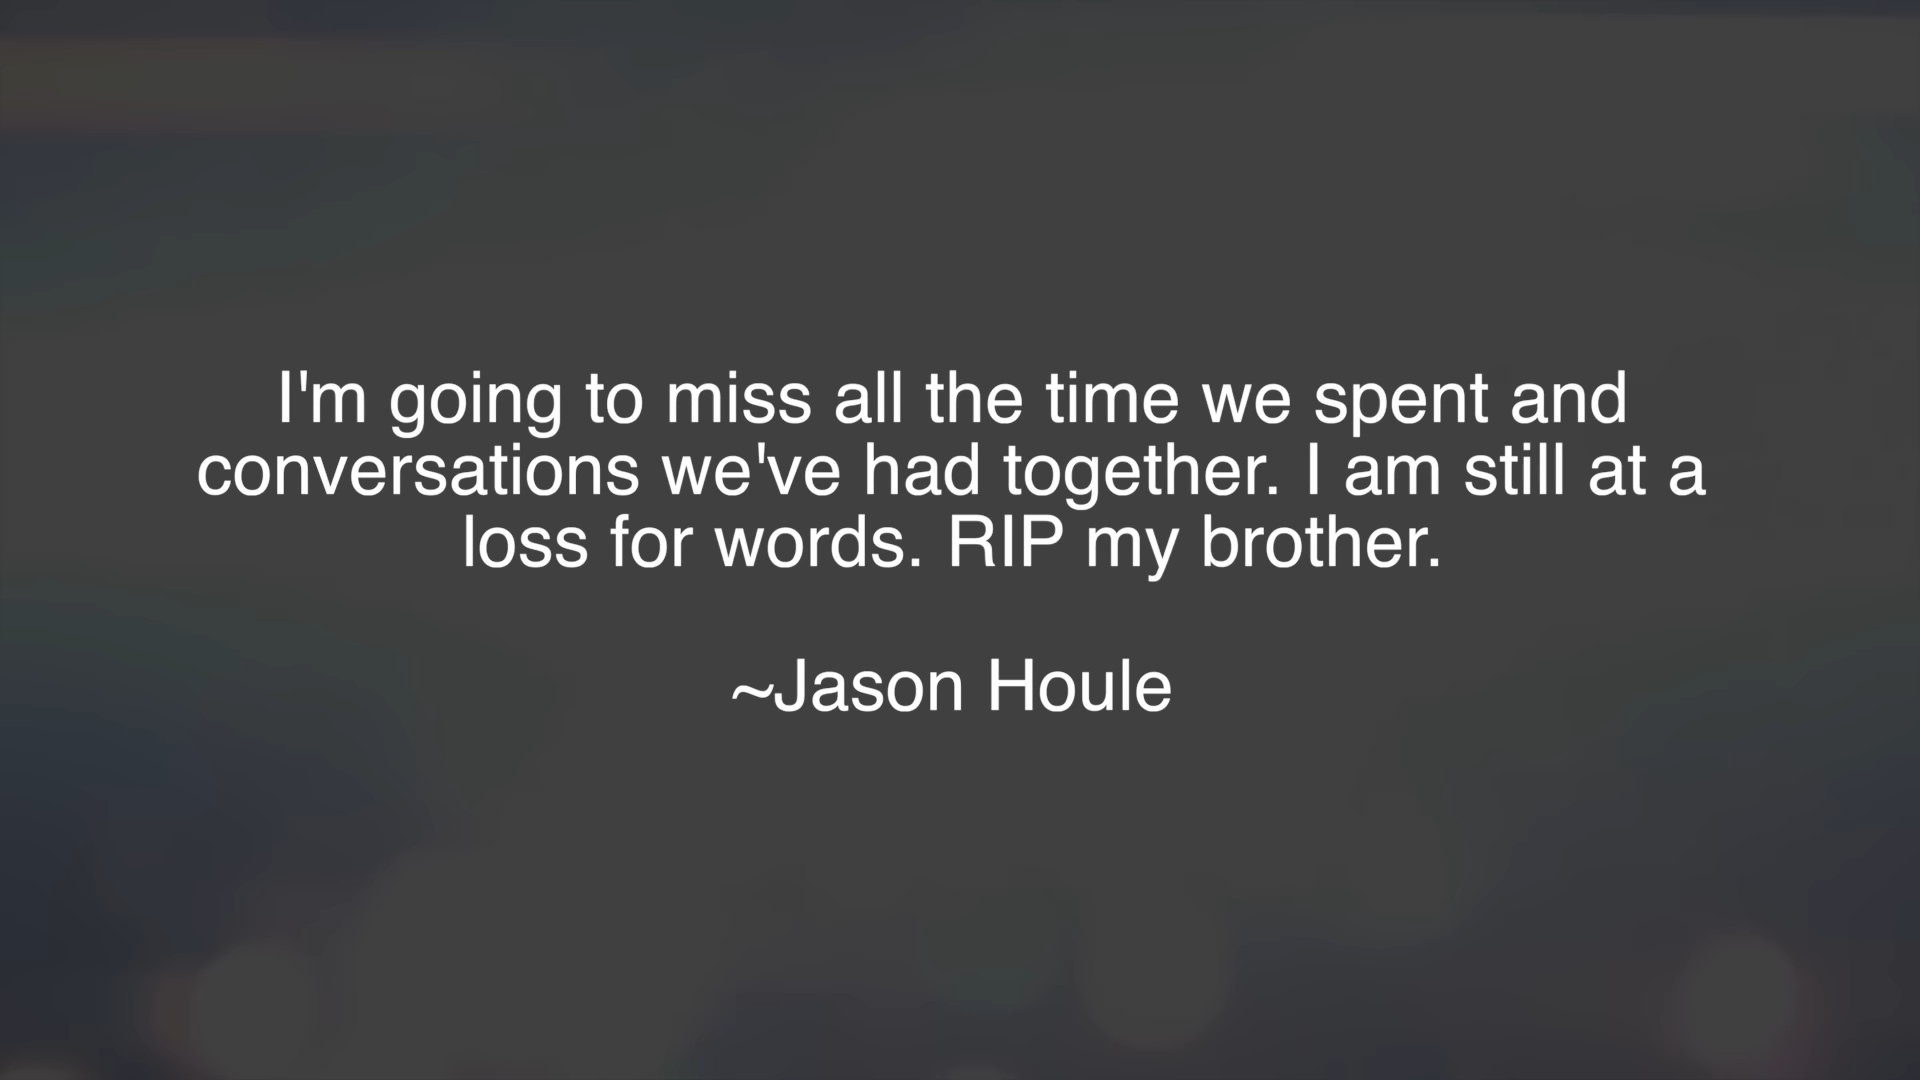 I'm going to miss all the time we spent and
conversations we've had together. I am still at a
loss for words. RIP my brother.
~Jason Houle